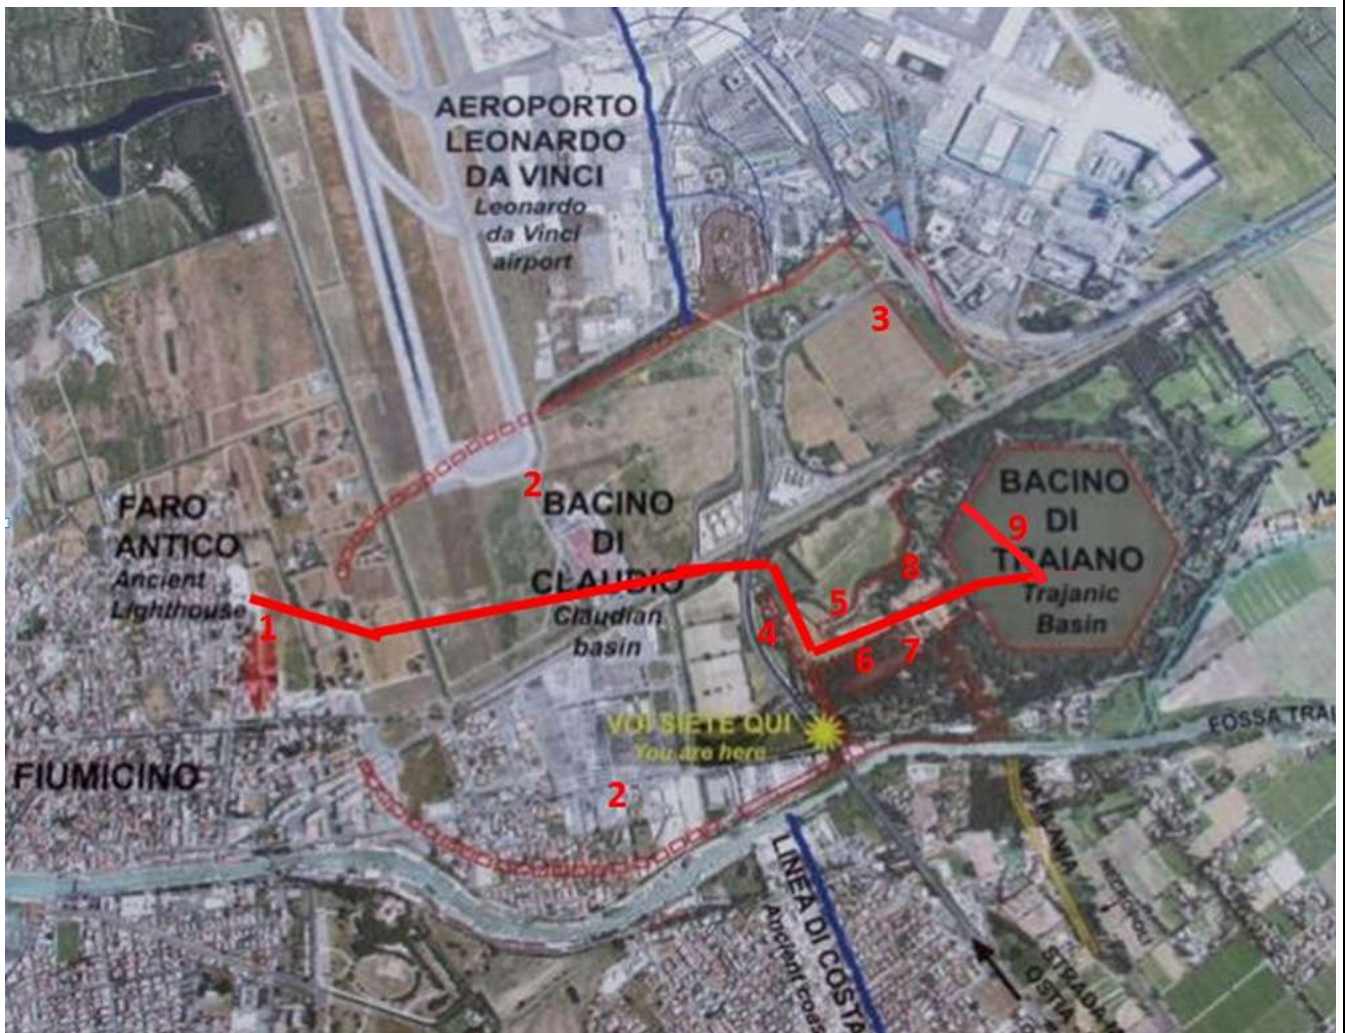 AEROPORTO
LEONARDO
DA VINCI
Leonardo
da Vinci
airport
3
2
BACINO
DI
CLAUDIO
Claudian
basin
FARO
ANTICO
Ancient
Lighthouse
1
BACINO
DI
TRAIANO
Trajanic
Basin
9
8
5
4
6
7
VOI SIETE QUI
You are here
FOSSA TRAI
FIUMICINO
2
LINEA DI COSTA
Ancient coas
STRADA
OSTIA